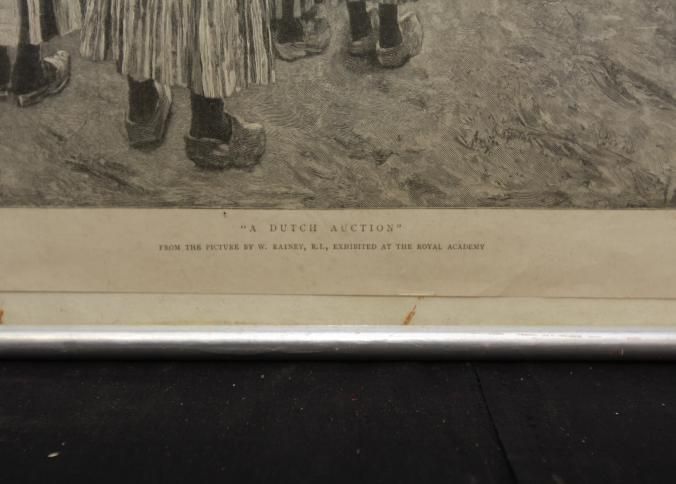 "A DUTCH AUCTION"
FROM THE PICTURE BY W. RAINEY, R.I., EXHIBITED AT THE ROYAL ACADEMY